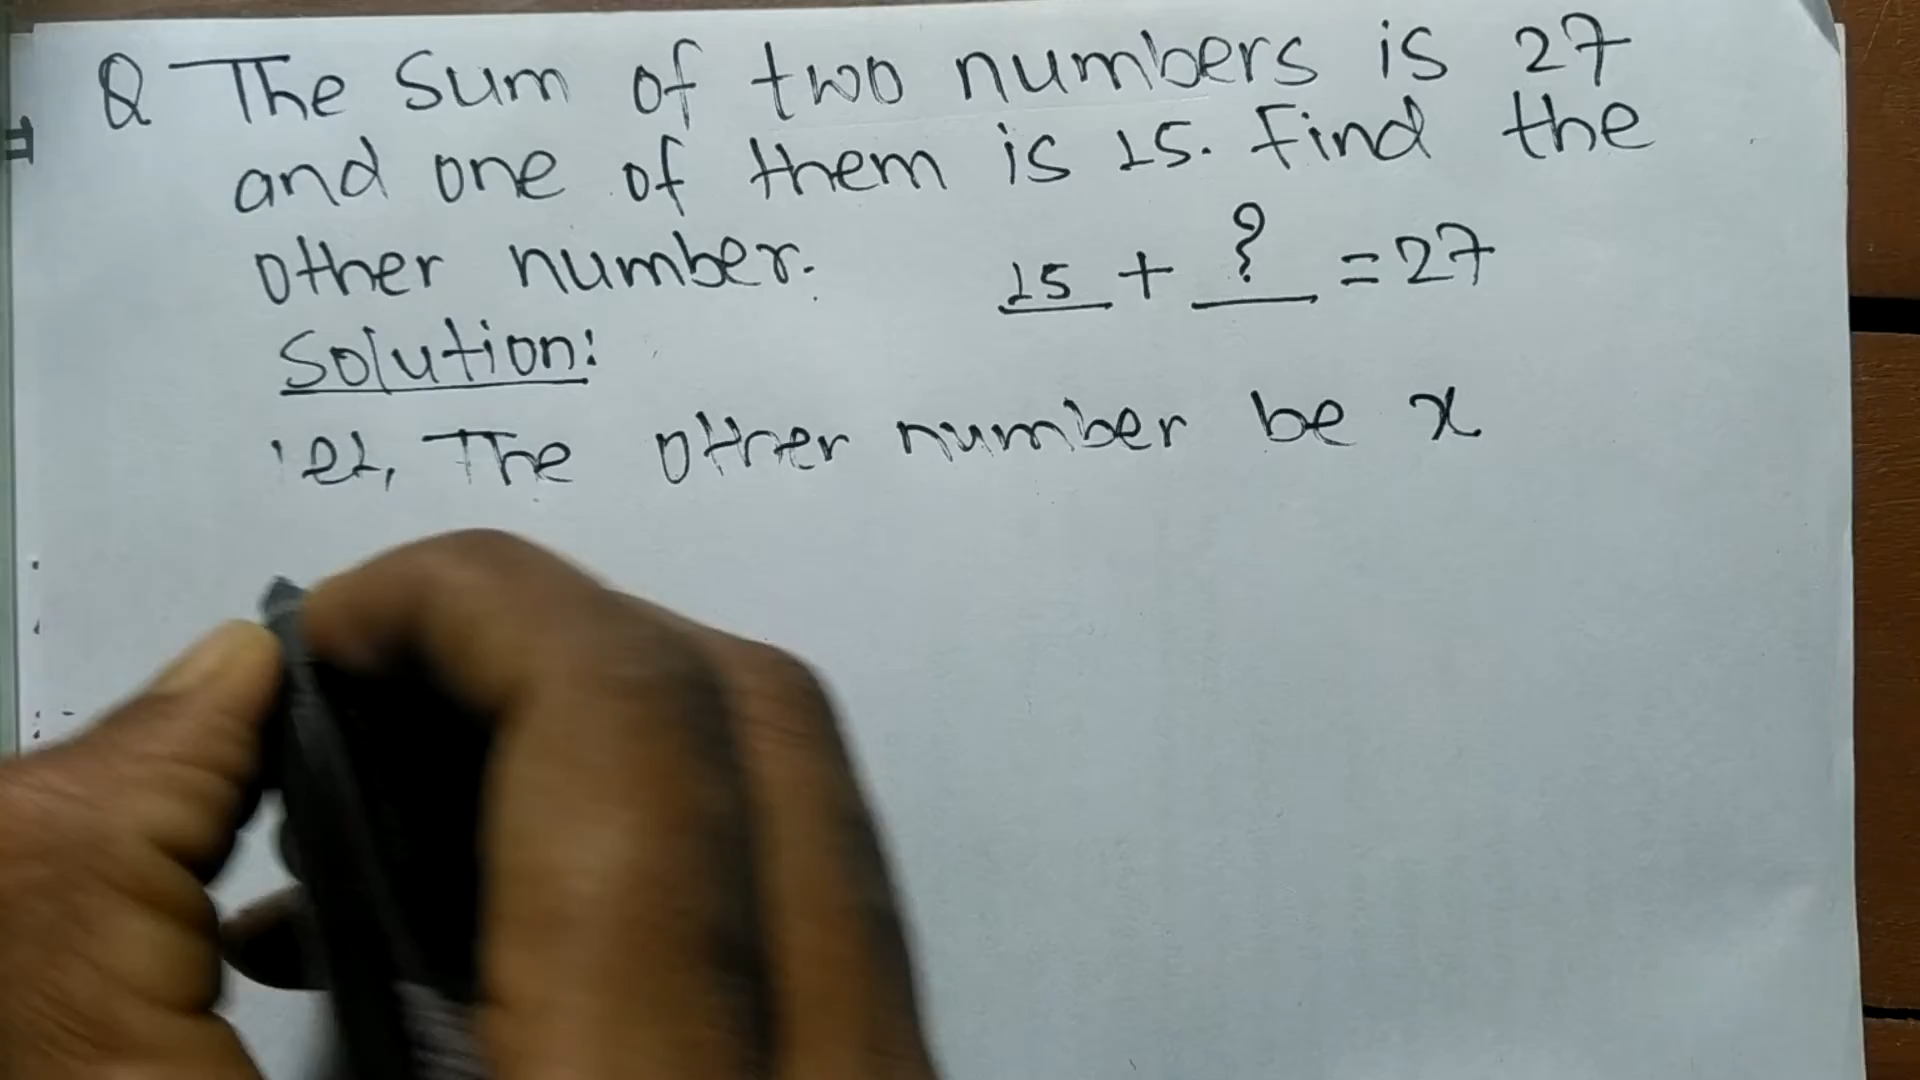 Q The Sum of two numbers is 27
and one of them is 15. Find the
other number.
15 + ? = 27
Solution:
Let, The other number be x